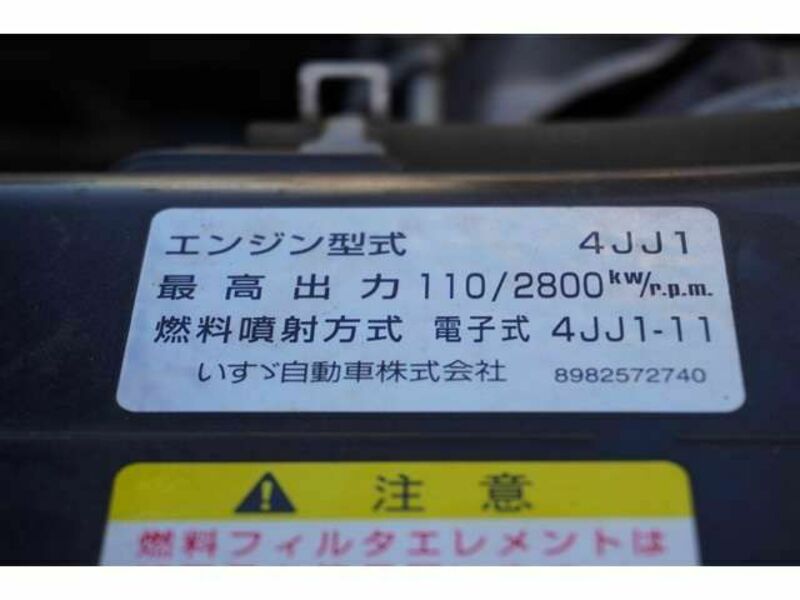 エンジン型式 4JJ1
最高出力 110/2800kW/r.p.m.
燃料噴射方式 電子式 4JJ1-11
いすゞ自動車株式会社 8982572740
注意
燃料フィルタエレメントは